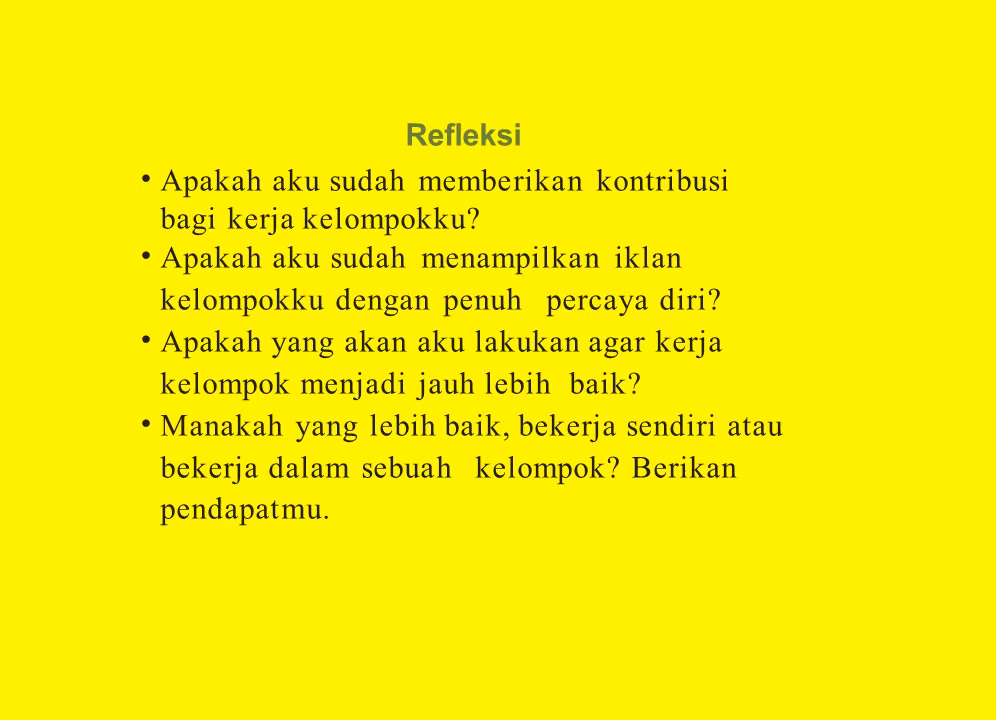 Refleksi
• Apakah aku sudah memberikan kontribusi
bagi kerja kelompokku?
• Apakah aku sudah menampilkan iklan
kelompokku dengan penuh percaya diri?
• Apakah yang akan aku lakukan agar kerja
kelompok menjadi jauh lebih baik?
• Manakah yang lebih baik, bekerja sendiri atau
bekerja dalam sebuah kelompok? Berikan
pendapatmu.